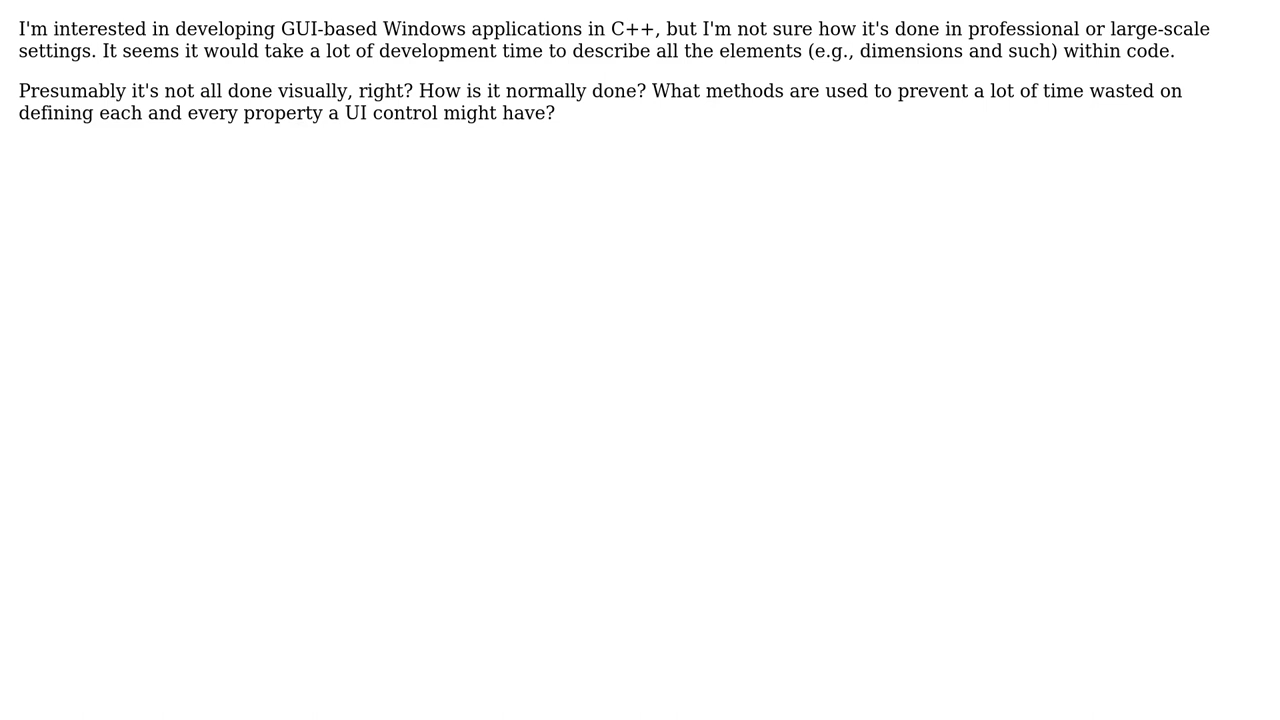 I'm interested in developing GUI-based Windows applications in C++, but I'm not sure how it's done in professional or large-scale
settings. It seems it would take a lot of development time to describe all the elements (e.g., dimensions and such) within code.
Presumably it's not all done visually, right? How is it normally done? What methods are used to prevent a lot of time wasted on
defining each and every property a UI control might have?